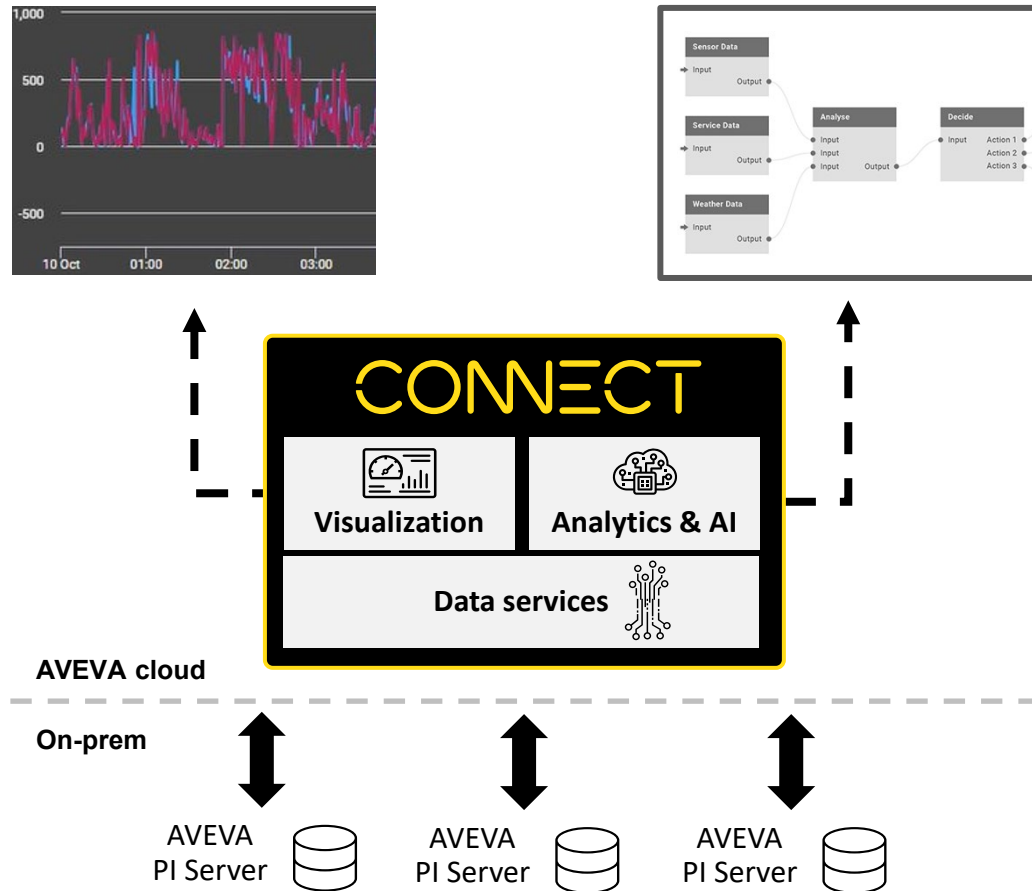 1,000
500
0
-500
10 Oct 01:00 02:00 03:00
Sensor Data
Input
Output
Service Data
Input
Output
Weather Data
Input
Output
Analyse
Input
Input
Input Output
Decide
Input Action 1
Action 2
Action 3
CONNECT
Visualization
Analytics & AI
Data services
AVEVA cloud
On-prem
AVEVA
PI Server
AVEVA
PI Server
AVEVA
PI Server